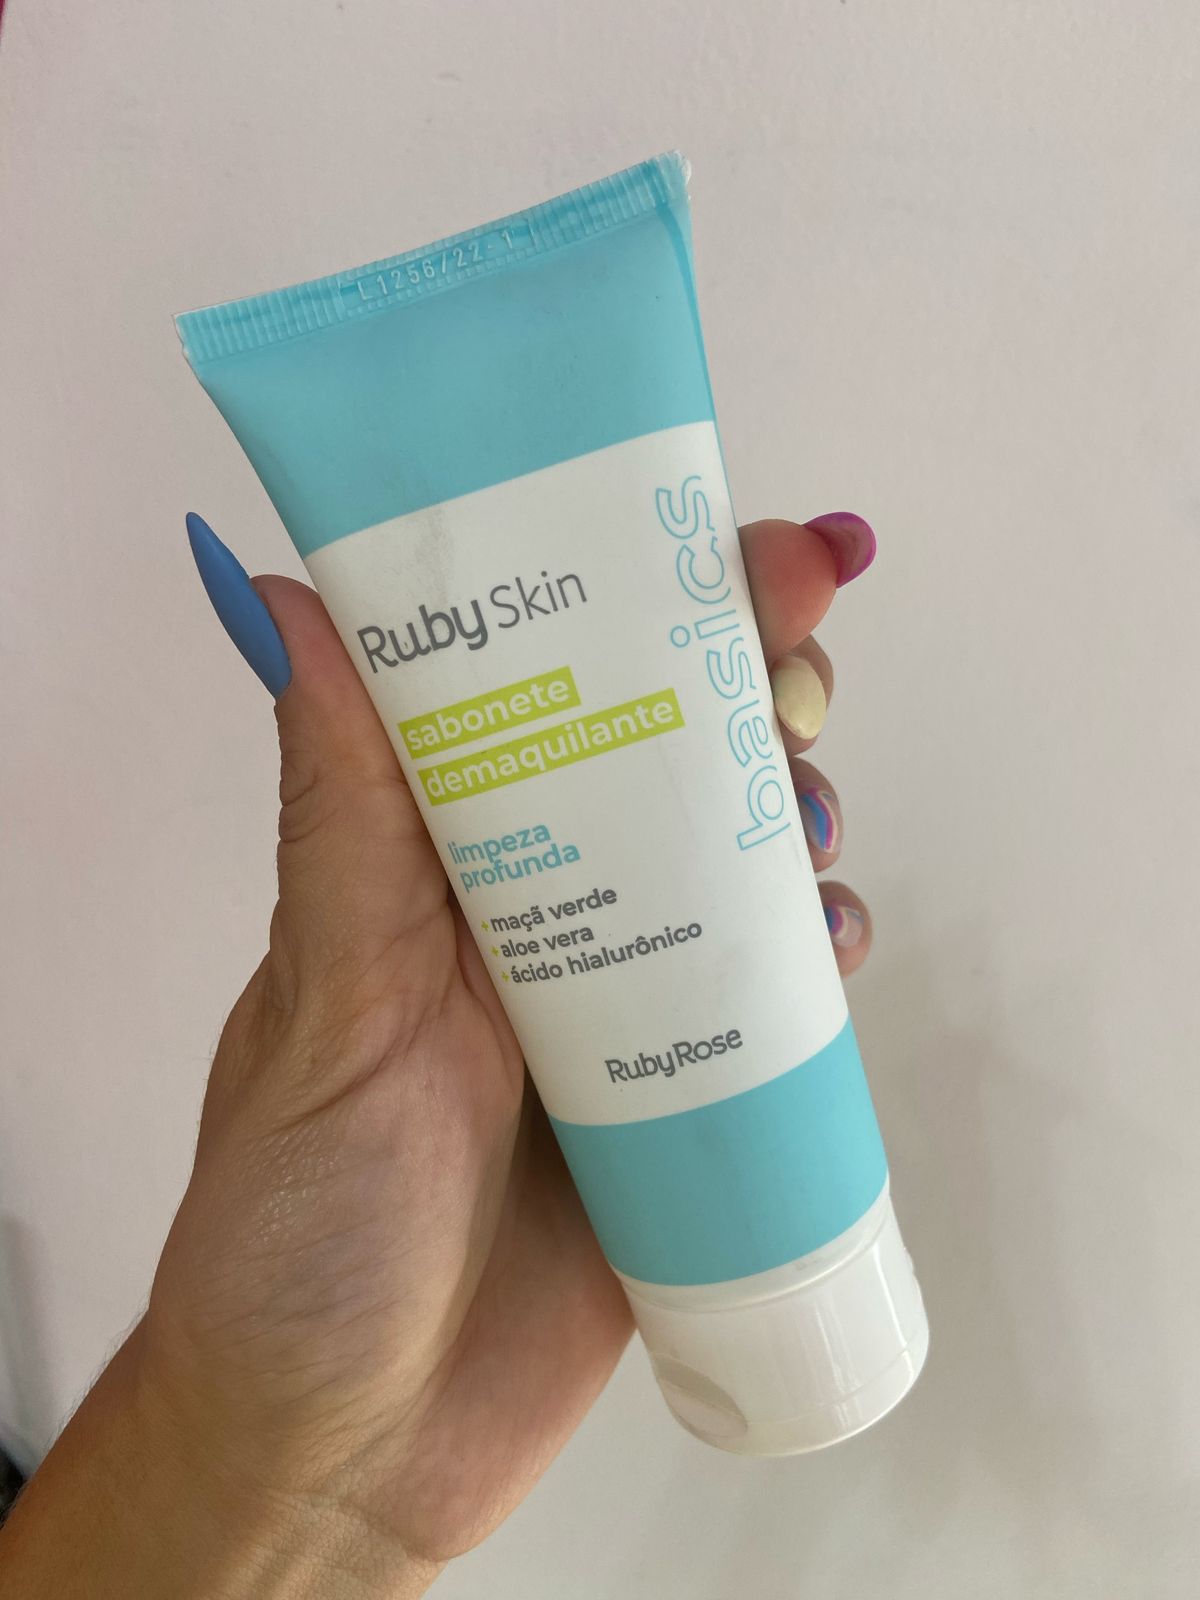 L1256/22-1
Ruby Skin
sabonete
demaquilante
limpeza
profunda
+maçã verde
+aloe vera
+ácido hialurônico
RubyRose
basics